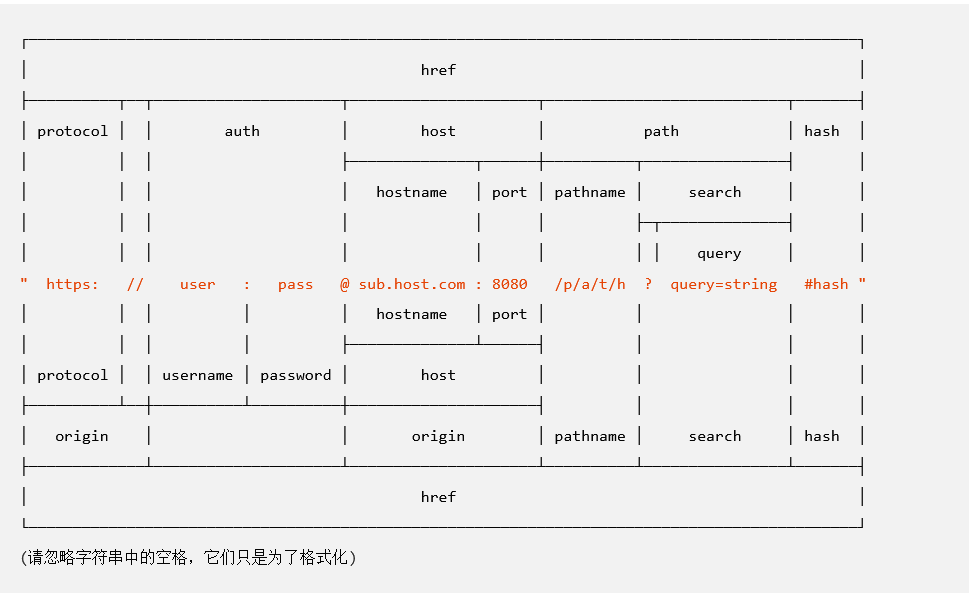 href
protocol auth host path hash
hostname port pathname search
query
" https: // user : pass @ sub.host.com : 8080 /p/a/t/h ? query=string #hash "
hostname port
protocol username password host
origin origin pathname search hash
href
(请忽略字符串中的空格，它们只是为了格式化)